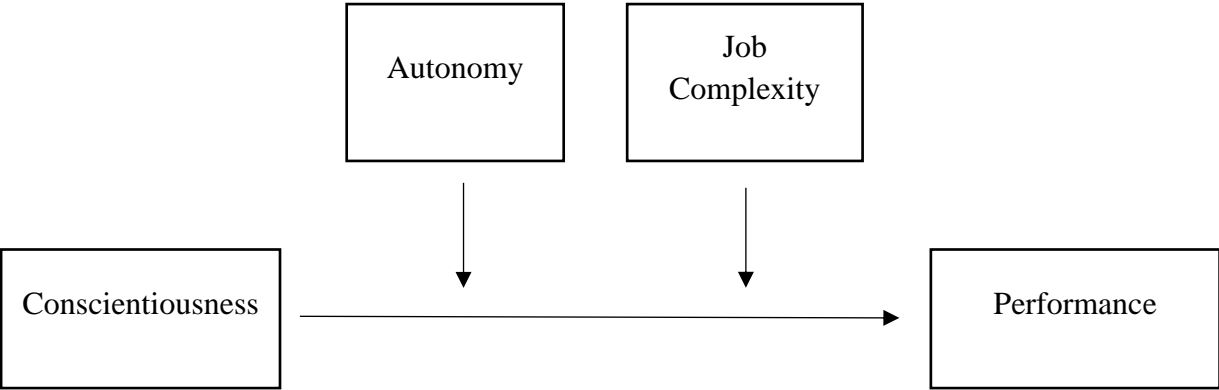 Autonomy
Job
Complexity
Conscientiousness
Performance